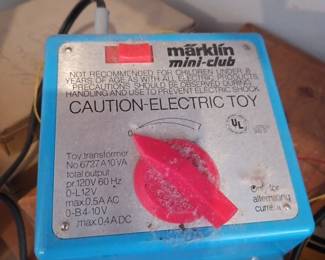 märklin
mini-club
NOT RECOMMENDED FOR CHILDREN UNDER 8
YEARS OF AGE AS WITH ALL ELECTRIC PRODUCTS,
PRECAUTIONS SHOULD BE OBSERVED DURING
HANDLING AND USE TO PREVENT ELECTRIC SHOCK.
CAUTION-ELECTRIC TOY
0
UL
Toy transformer
No 6727 A 10 VA
total output
pr 120V 60 Hz
0-L 12V
max. 0.5A AC
0-B 4-10 V
max. 0.4A DC
for
alternating
current